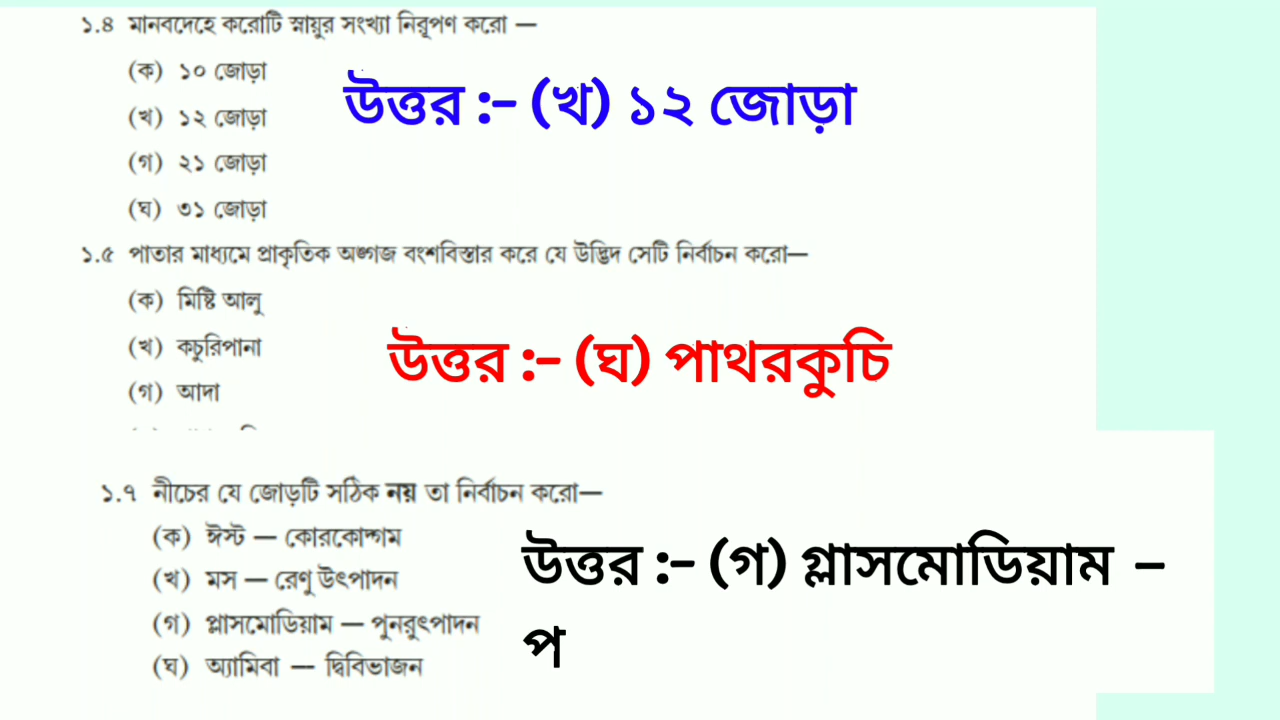 ১.৪ মানবদেহে করোটি স্নায়ুর সংখ্যা নিরূপণ করো —
(ক) ১০ জোড়া
উত্তর :- (খ) ১২ জোড়া
(খ) ১২ জোড়া
(গ) ২১ জোড়া
(ঘ) ৩১ জোড়া
১.৫ পাতার মাধ্যমে প্রাকৃতিক অঙ্গজ বংশবিস্তার করে যে উদ্ভিদ সেটি নির্বাচন করো—
(ক) মিষ্টি আলু
(খ) কচুরিপানা
উত্তর :- (ঘ) পাথরকুচি
(গ) আদা
১.৭ নীচের যে জোড়টি সঠিক নয় তা নির্বাচন করো—
(ক) ঈস্ট — কোরকোদ্গম
(খ) মস — রেণু উৎপাদন
উত্তর :- (গ) প্লাসমোডিয়াম –
প
(গ) প্লাসমোডিয়াম — পুনরুৎপাদন
(ঘ) অ্যামিবা — দ্বিবিভাজন